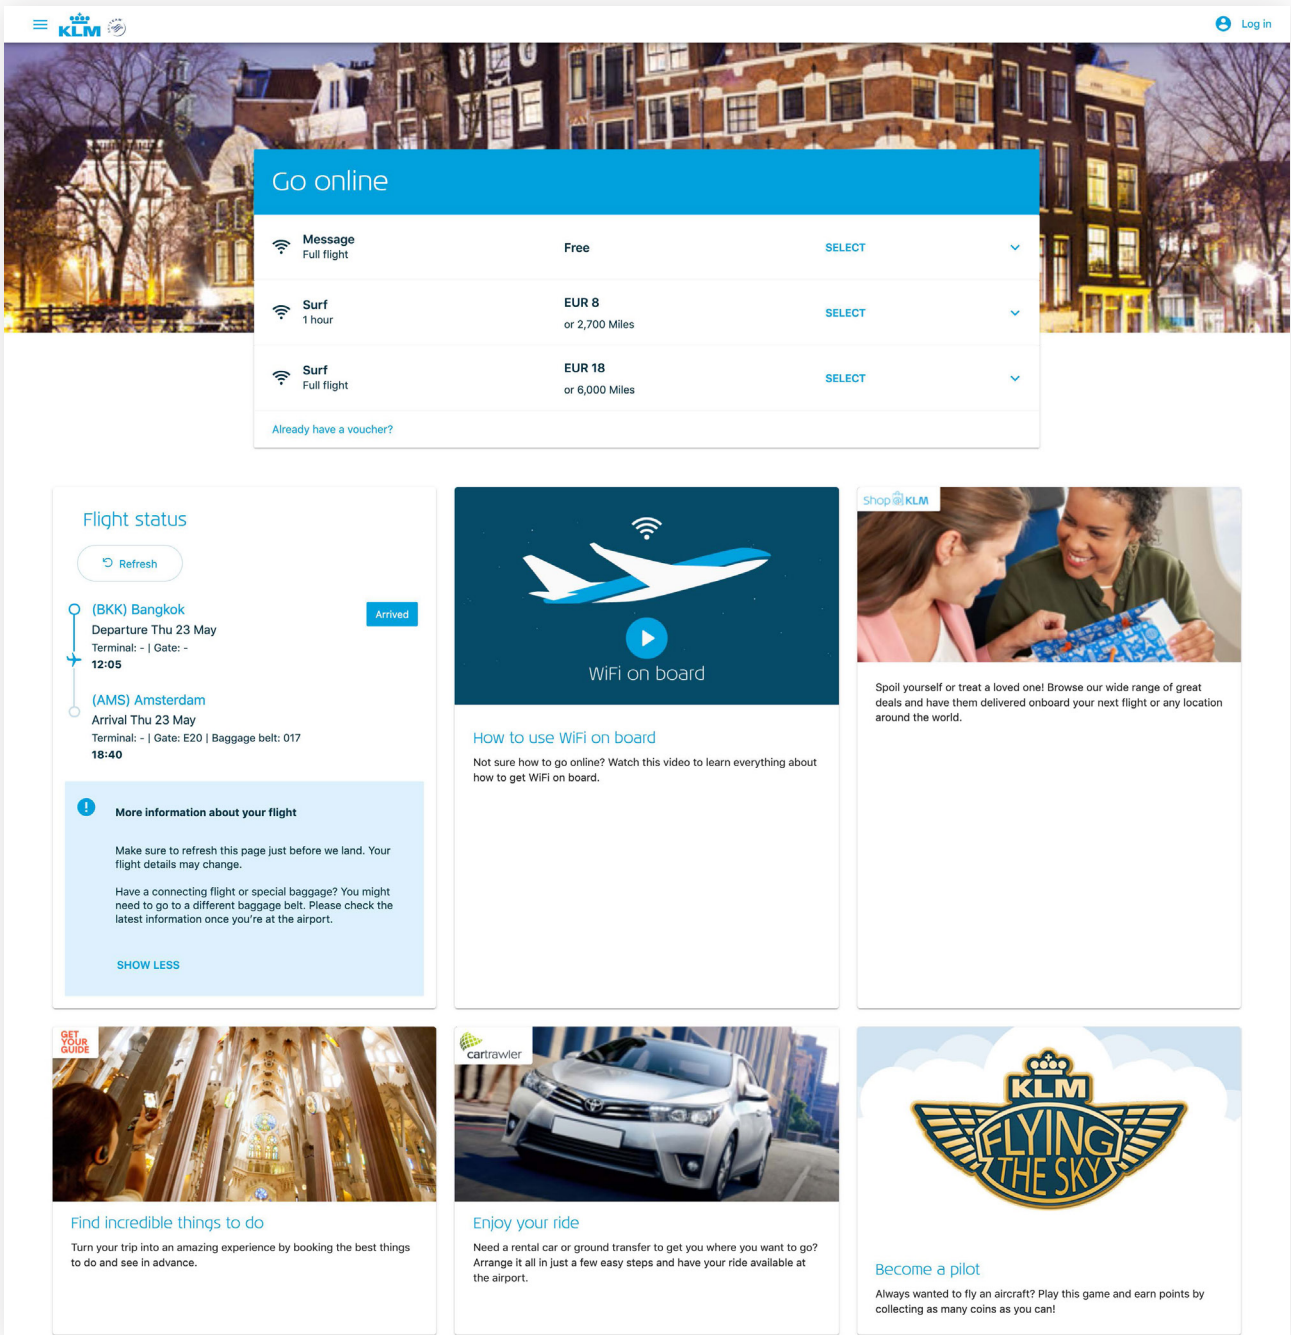 KLM
Log in
Go online
Message
Full flight
Free
SELECT
Surf
1 hour
EUR 8
or 2,700 Miles
SELECT
Surf
Full flight
EUR 18
or 6,000 Miles
SELECT
Already have a voucher?
Flight status
Refresh
(BKK) Bangkok
Arrived
Departure Thu 23 May
Terminal: - | Gate: -
12:05
(AMS) Amsterdam
Arrival Thu 23 May
Terminal: - | Gate: E20 | Baggage belt: 017
18:40
More information about your flight
Make sure to refresh this page just before we land. Your
flight details may change.
Have a connecting flight or special baggage? You might
need to go to a different baggage belt. Please check the
latest information once you're at the airport.
SHOW LESS
WiFi on board
How to use WiFi on board
Not sure how to go online? Watch this video to learn everything about
how to get WiFi on board.
Shop@KLM
Spoil yourself or treat a loved one! Browse our wide range of great
deals and have them delivered onboard your next flight or any location
around the world.
GET
YOUR
GUIDE
Find incredible things to do
Turn your trip into an amazing experience by booking the best things
to do and see in advance.
cartrawler
Enjoy your ride
Need a rental car or ground transfer to get you where you want to go?
Arrange it all in just a few easy steps and have your ride available at
the airport.
KLM
FLYING
THE SKY
Become a pilot
Always wanted to fly an aircraft? Play this game and earn points by
collecting as many coins as you can!